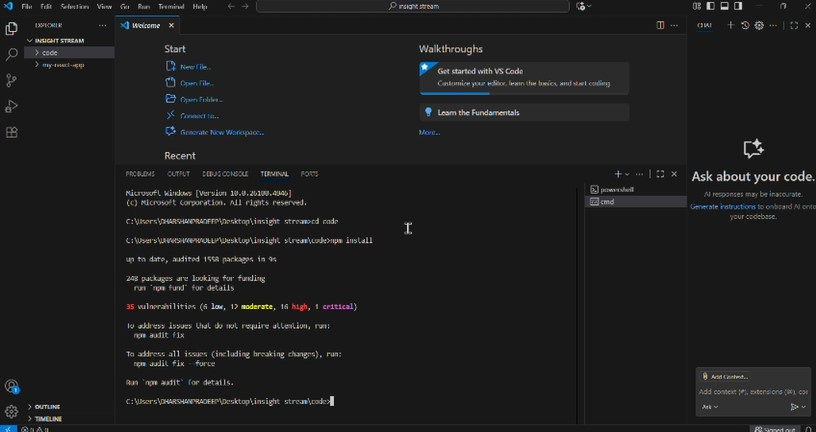 File Edit Selection View Go Run Terminal Help
insight stream
EXPLORER
INSIGHT STREAM
code
my-react-app
OUTLINE
TIMELINE
Welcome
Start
New File...
Open File...
Open Folder...
Connect to...
Generate New Workspace...
Recent
Walkthroughs
Get started with VS Code
Customize your editor, learn the basics, and start coding
Learn the Fundamentals
More...
PROBLEMS OUTPUT DEBUG CONSOLE TERMINAL PORTS
Microsoft Windows [Version 10.0.26100.4946]
(c) Microsoft Corporation. All rights reserved.
C:\Users\DHARSHANPRADEEP\Desktop\insight stream>cd code
C:\Users\DHARSHANPRADEEP\Desktop\insight stream\code>npm install
up to date, audited 1558 packages in 9s
248 packages are looking for funding
run `npm fund` for details
35 vulnerabilities (6 low, 12 moderate, 16 high, 1 critical)
To address issues that do not require attention, run:
npm audit fix
To address all issues (including breaking changes), run:
npm audit fix --force
Run `npm audit` for details.
C:\Users\DHARSHANPRADEEP\Desktop\insight stream\code>
powershell
cmd
CHAT
Ask about your code.
AI responses may be inaccurate.
Generate instructions to onboard AI onto
your codebase.
Add Context...
Add context (#), extensions (@), co
Ask
1
0 0
Signed out